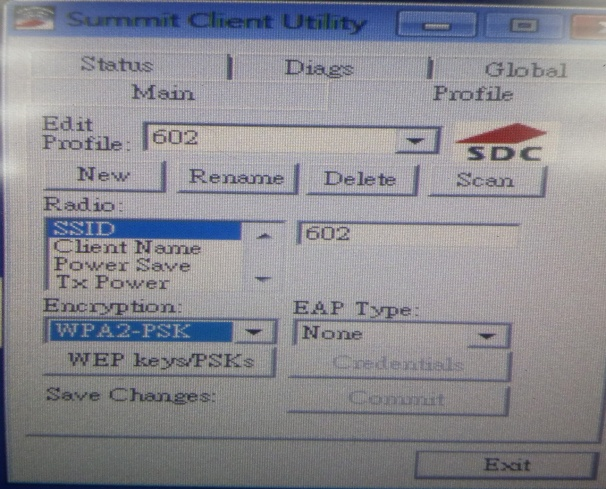 Summit Client Utility
Status Diags Global
Main Profile
Edit
Profile: 602
SDC
New Rename Delete Scan
Radio:
SSID 602
Client Name
Power Save
Tx Power
Encryption: EAP Type:
WPA2-PSK None
WEP keys/PSKs Credentials
Save Changes: Commit
Exit